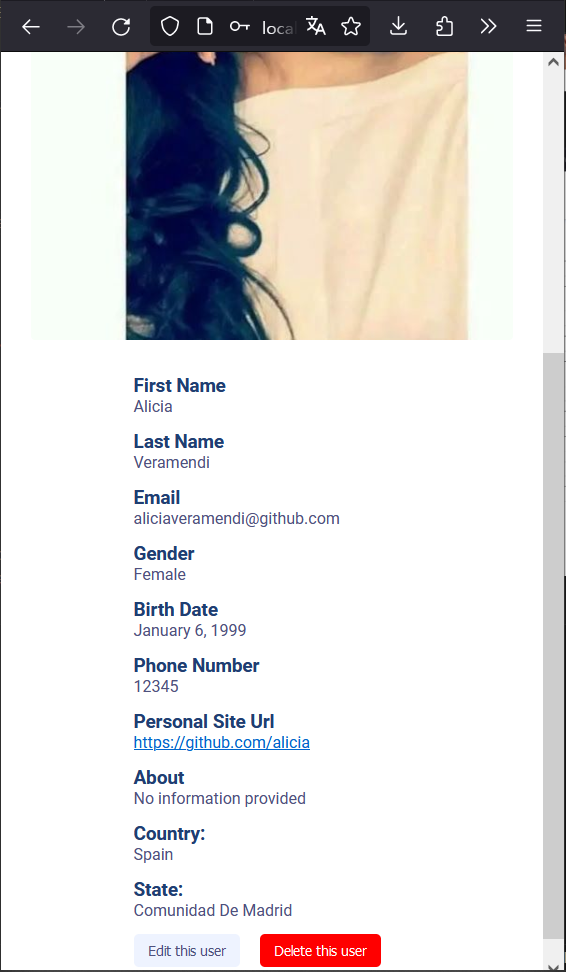 loca
First Name
Alicia
Last Name
Veramendi
Email
aliciaveramendi@github.com
Gender
Female
Birth Date
January 6, 1999
Phone Number
12345
Personal Site Url
https://github.com/alicia
About
No information provided
Country:
Spain
State:
Comunidad De Madrid
Edit this user
Delete this user